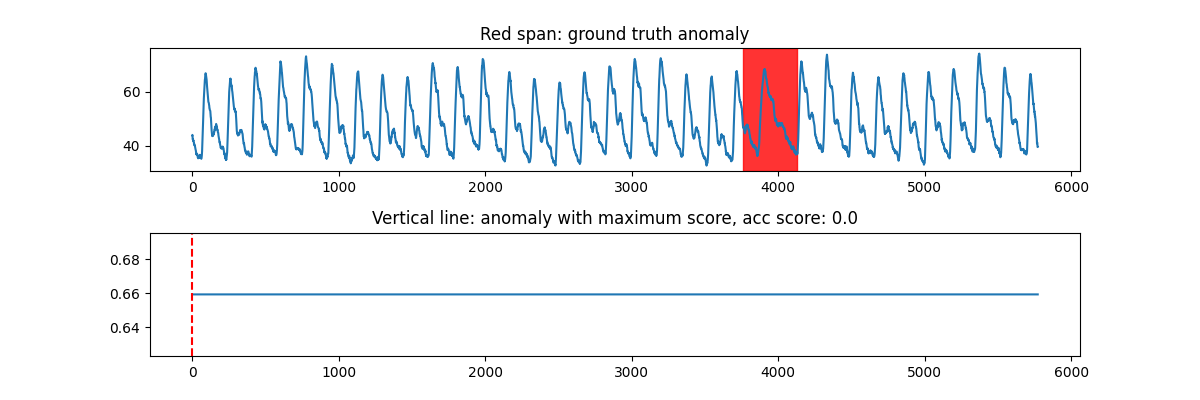 Red span: ground truth anomaly
60
40
0 1000 2000 3000 4000 5000 6000
Vertical line: anomaly with maximum score, acc score: 0.0
0.68
0.66
0.64
0 1000 2000 3000 4000 5000 6000